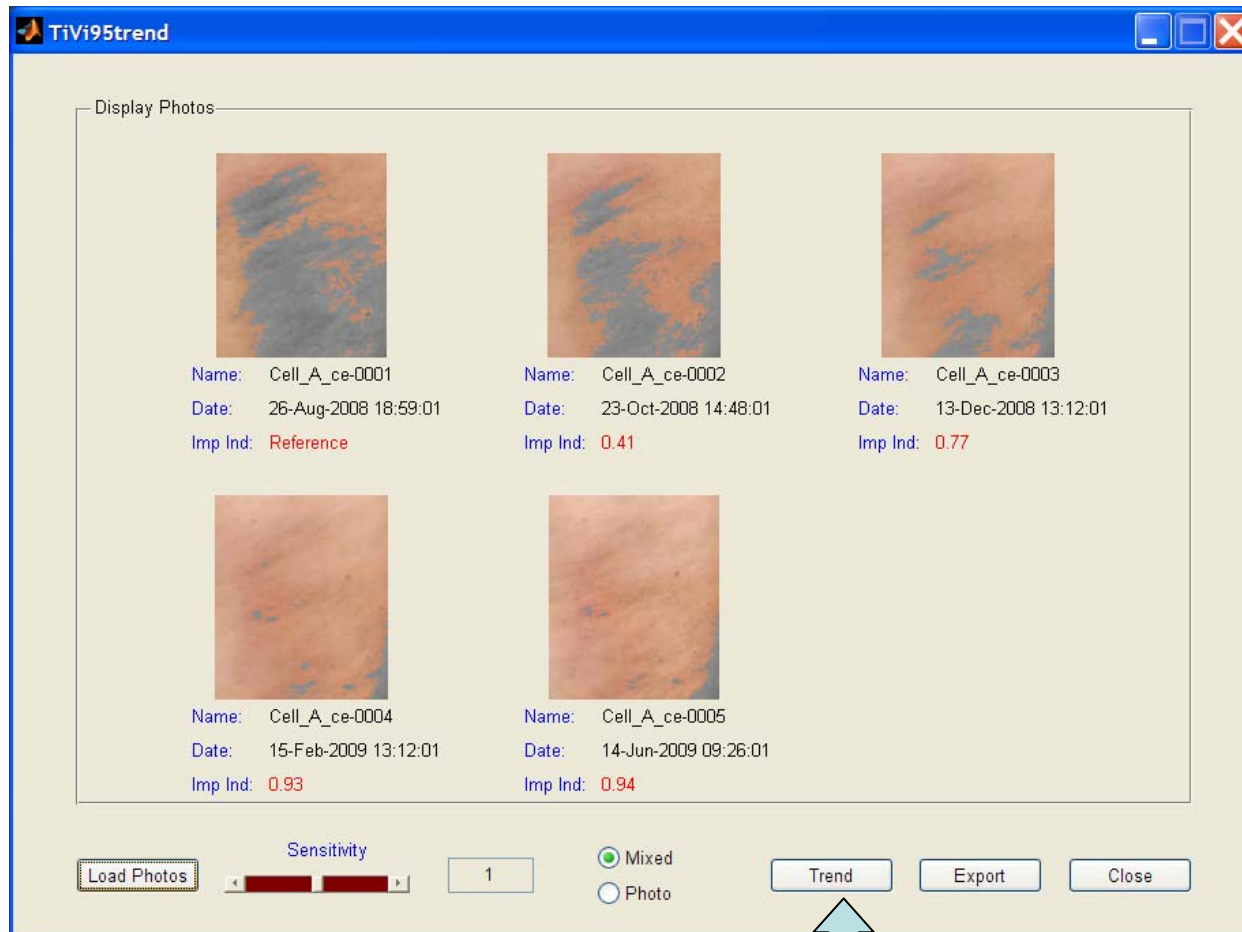 TiVi95trend
Display Photos
Name: Cell_A_ce-0001
Date: 26-Aug-2008 18:59:01
Imp Ind: Reference
Name: Cell_A_ce-0002
Date: 23-Oct-2008 14:48:01
Imp Ind: 0.41
Name: Cell_A_ce-0003
Date: 13-Dec-2008 13:12:01
Imp Ind: 0.77
Name: Cell_A_ce-0004
Date: 15-Feb-2009 13:12:01
Imp Ind: 0.93
Name: Cell_A_ce-0005
Date: 14-Jun-2009 09:26:01
Imp Ind: 0.94
Load Photos
Sensitivity
1
Mixed
Photo
Trend
Export
Close